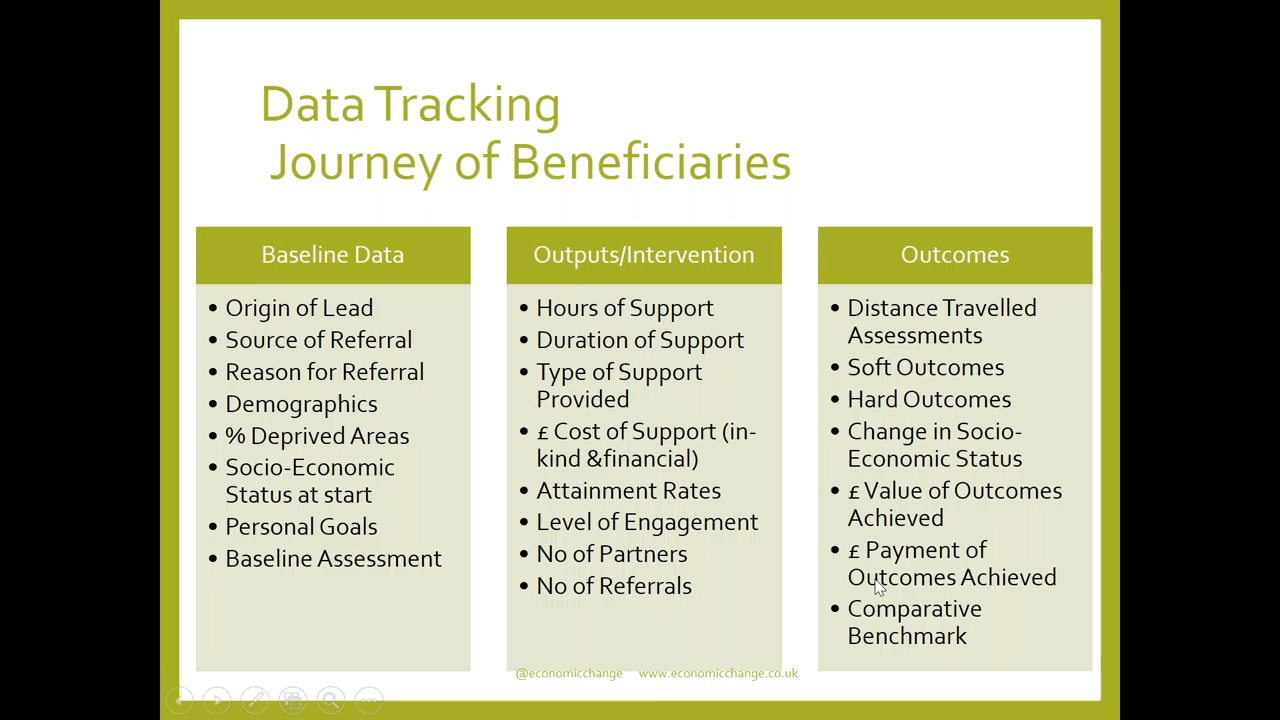 Data Tracking
Journey of Beneficiaries
Baseline Data
• Origin of Lead
• Source of Referral
• Reason for Referral
• Demographics
• % Deprived Areas
• Socio-Economic
Status at start
• Personal Goals
• Baseline Assessment
Outputs/Intervention
• Hours of Support
• Duration of Support
• Type of Support
Provided
• £ Cost of Support (in-
kind &financial)
• Attainment Rates
• Level of Engagement
• No of Partners
• No of Referrals
Outcomes
• Distance Travelled
Assessments
• Soft Outcomes
• Hard Outcomes
• Change in Socio-
Economic Status
• £ Value of Outcomes
Achieved
• £ Payment of
Outcomes Achieved
• Comparative
Benchmark
@economicchange www.economicchange.co.uk